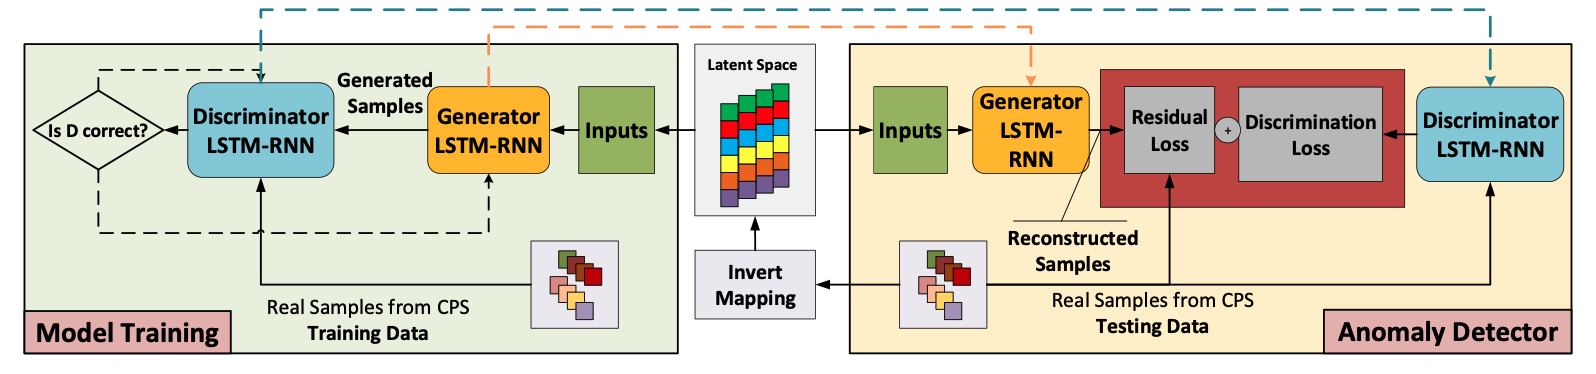 Is D correct?
Discriminator
LSTM-RNN
Generated
Samples
Generator
LSTM-RNN
Inputs
Real Samples from CPS
Training Data
Model Training
Latent Space
Invert
Mapping
Inputs
Generator
LSTM-
RNN
Residual
Loss
+
Discrimination
Loss
Discriminator
LSTM-RNN
Reconstructed
Samples
Real Samples from CPS
Testing Data
Anomaly Detector